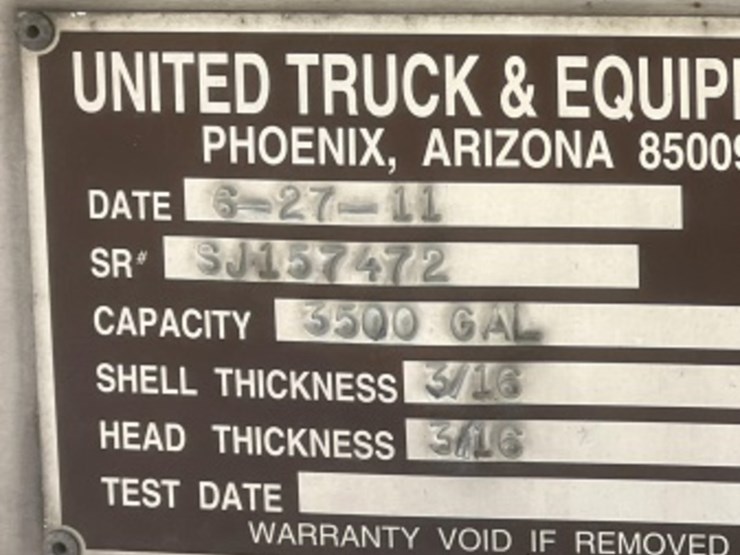 UNITED TRUCK & EQUIP
PHOENIX, ARIZONA 85009
DATE 6-27-11
SR# SJ157472
CAPACITY 3500 GAL
SHELL THICKNESS 3/16
HEAD THICKNESS 3/16
TEST DATE
WARRANTY VOID IF REMOVED